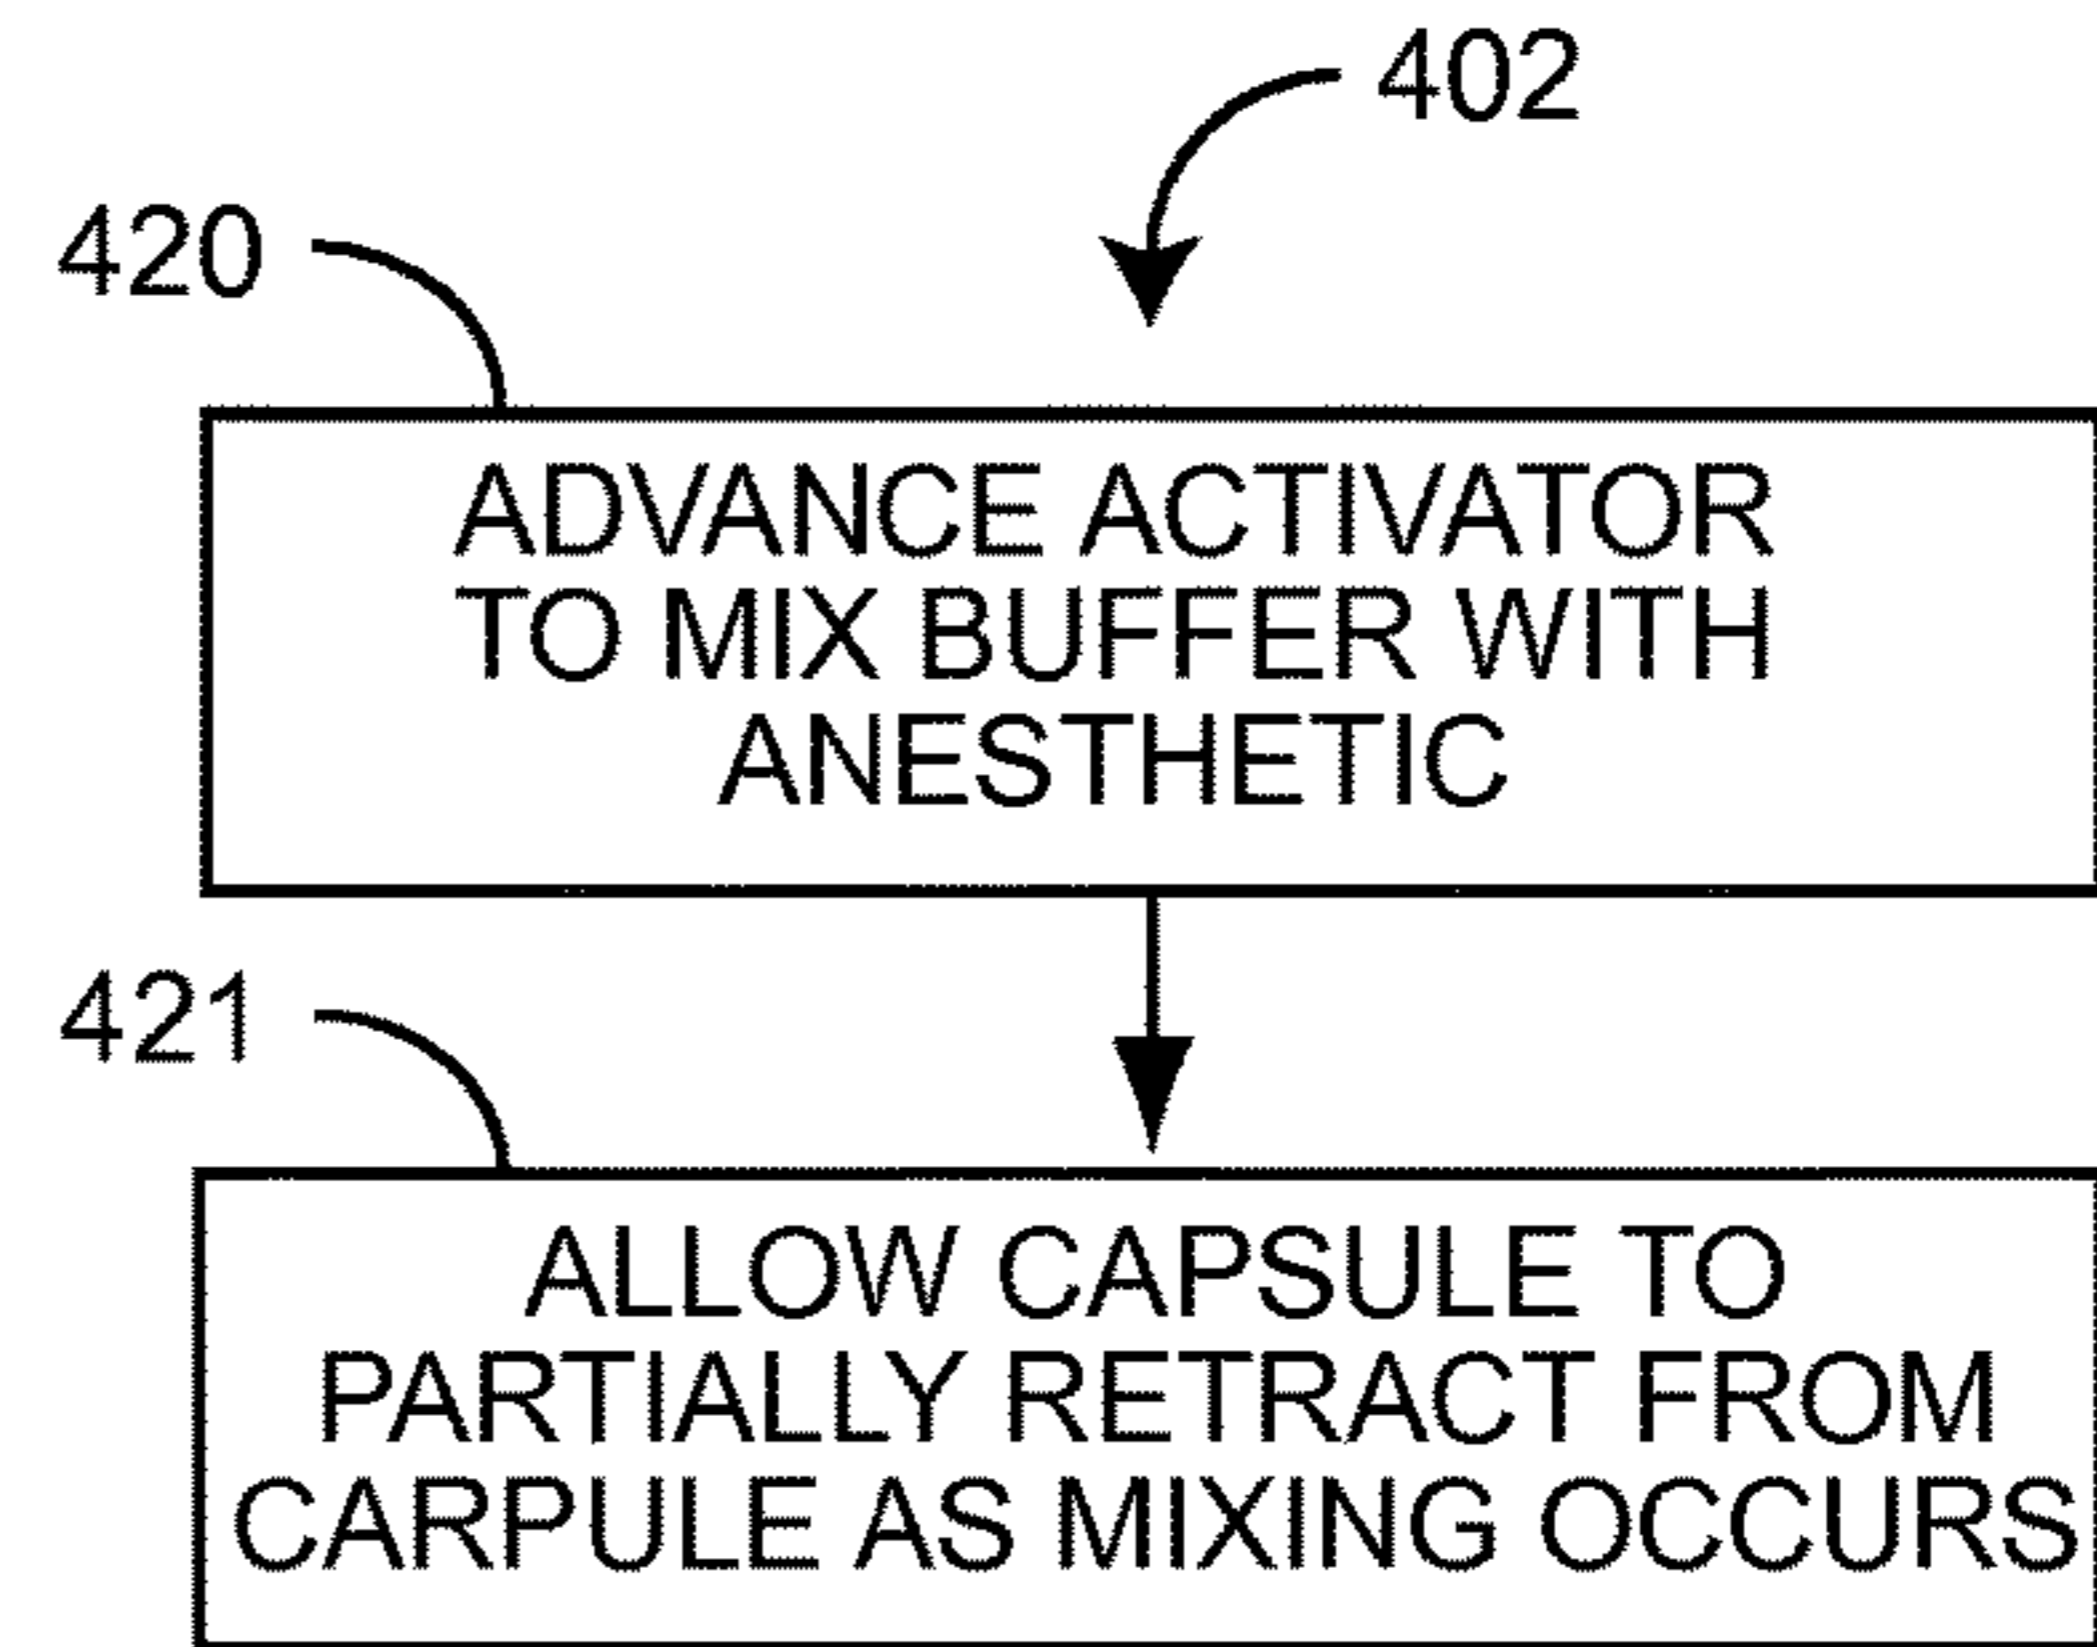 402
420
ADVANCE ACTIVATOR
TO MIX BUFFER WITH
ANESTHETIC
421
ALLOW CAPSULE TO
PARTIALLY RETRACT FROM
CARPULE AS MIXING OCCURS